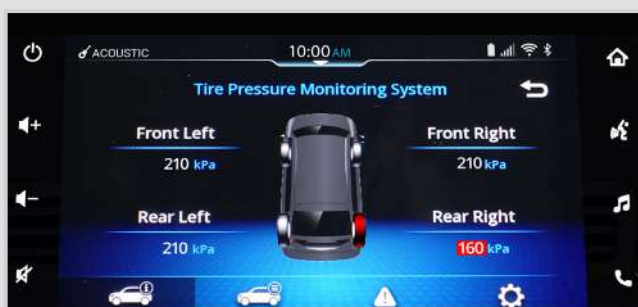 ACOUSTIC 10:00 AM
Tire Pressure Monitoring System
Front Left Front Right
210 kPa 210 kPa
Rear Left Rear Right
210 kPa 160 kPa